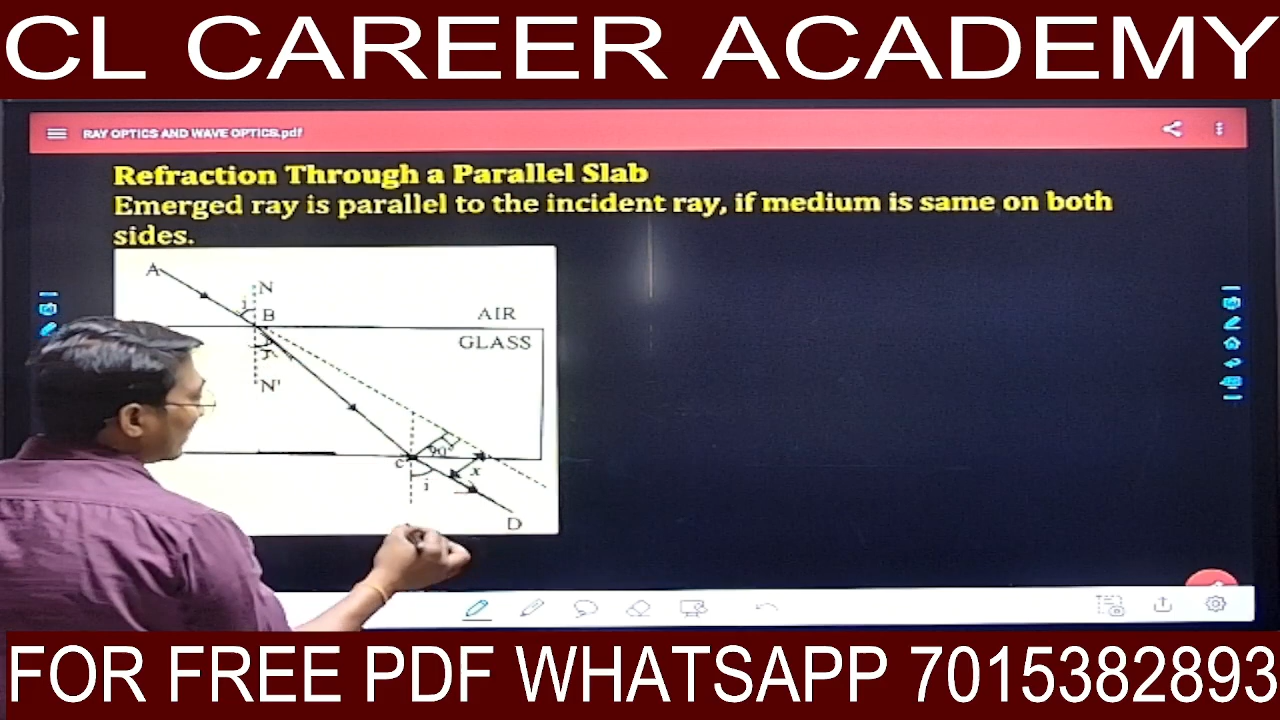 CL CAREER ACADEMY
RAY OPTICS AND WAVE OPTICS.pdf
Refraction Through a Parallel Slab
Emerged ray is parallel to the incident ray, if medium is same on both
sides.
A
N
i
B
AIR
GLASS
r
N'
90°
C
x
i
D
FOR FREE PDF WHATSAPP 7015382893